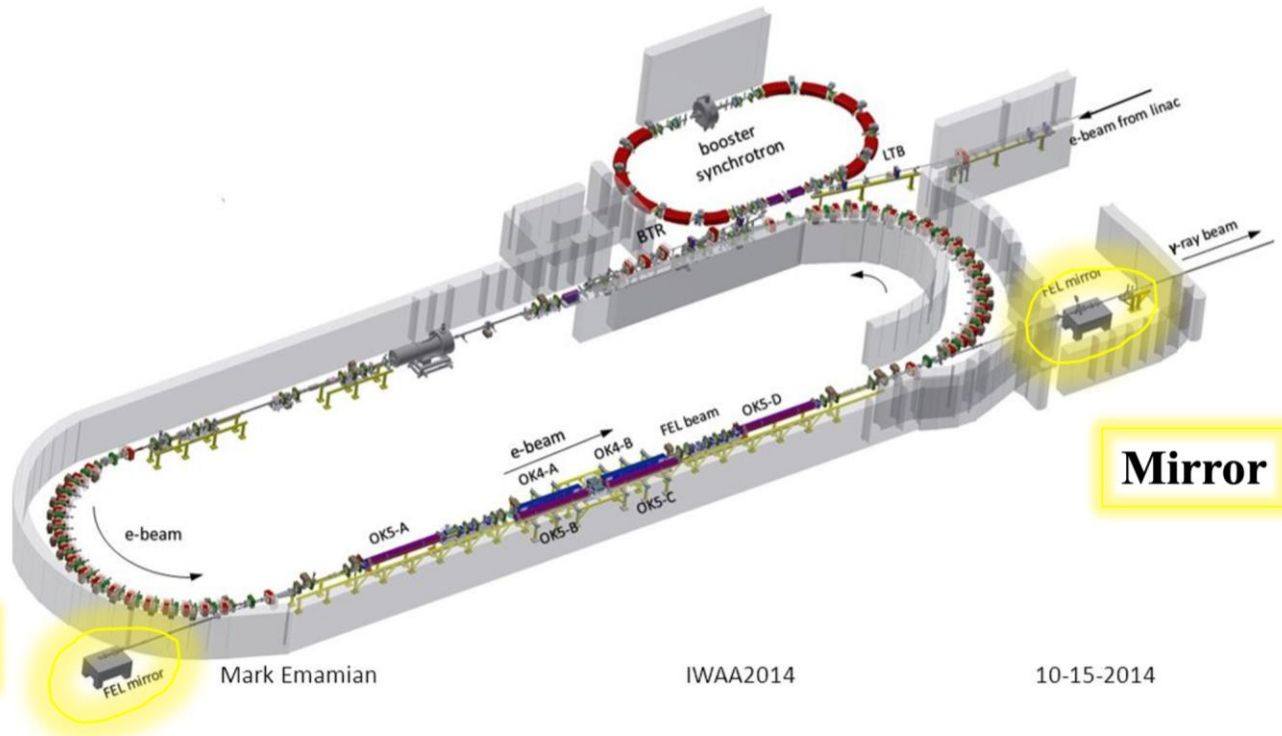 booster
synchrotron
LTB
e-beam from linac
BTR
γ-ray beam
FEL mirror
OK5-D
FEL beam
e-beam
OK4-B
OK4-A
Mirror
OK5-C
OK5-B
OK5-A
e-beam
FEL mirror
Mark Emamian
IWAA2014
10-15-2014